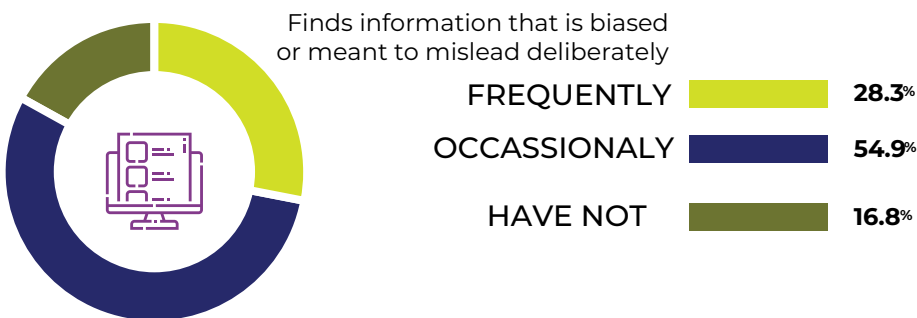 Finds information that is biased
or meant to mislead deliberately
FREQUENTLY 28.3%
OCCASSIONALY 54.9%
HAVE NOT 16.8%